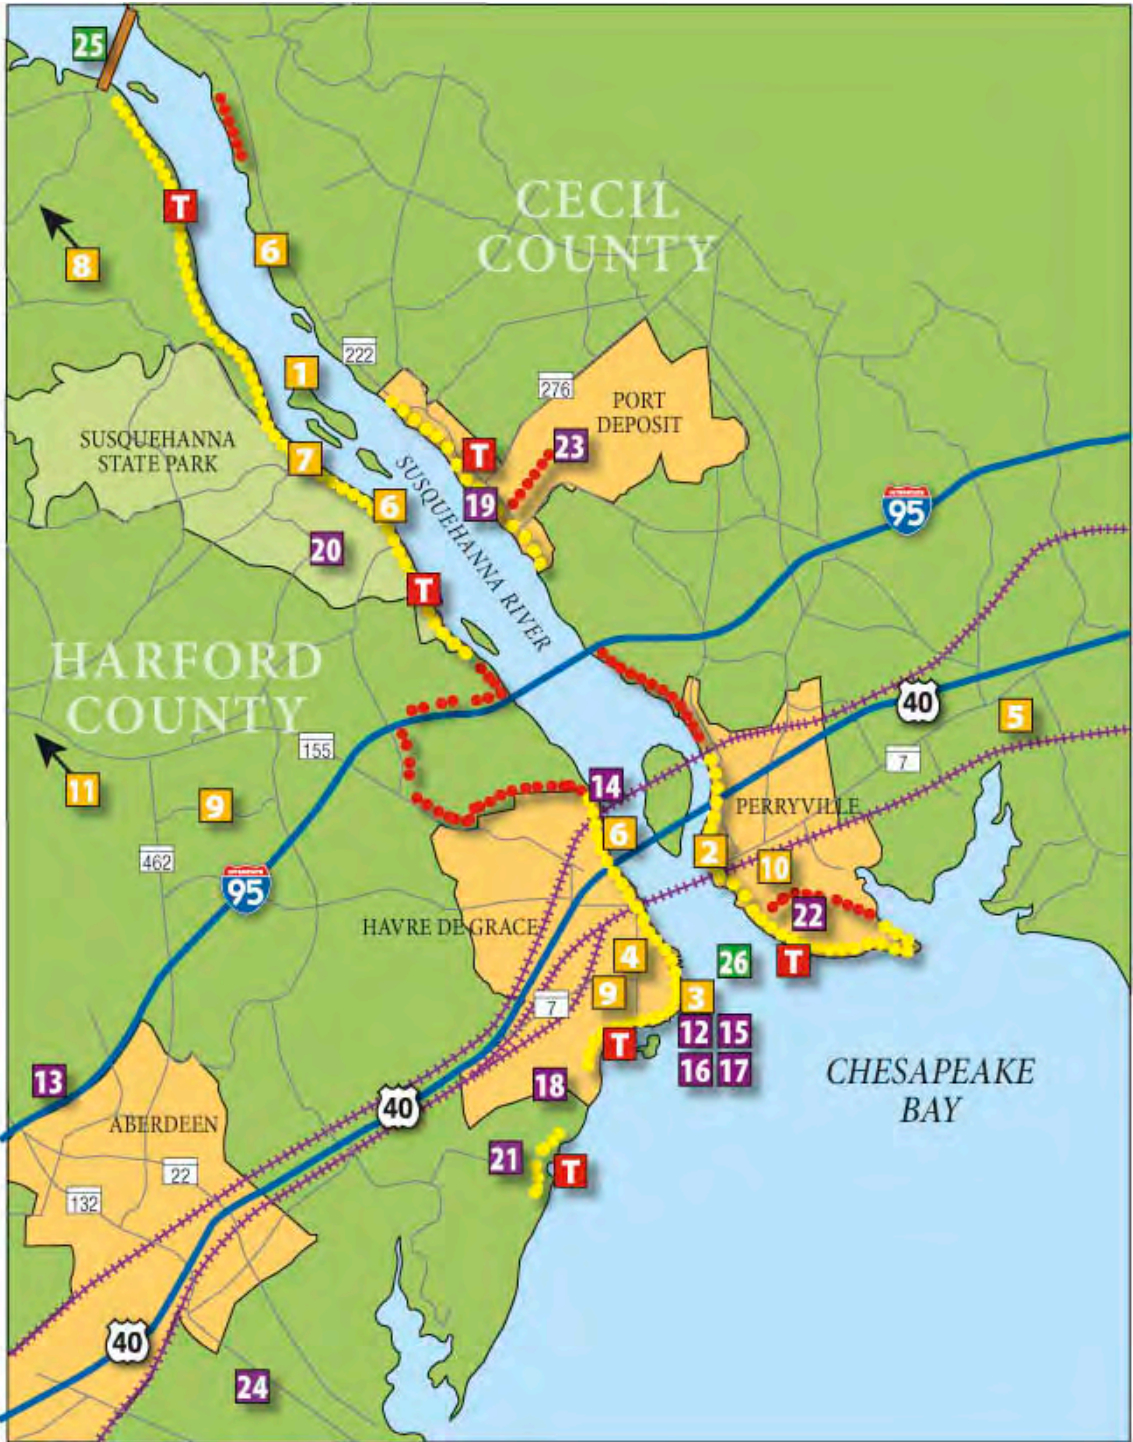 25
T
CECIL
COUNTY
6
8
222
1
276
PORT
DEPOSIT
SUSQUEHANNA
STATE PARK
T
23
7
SUSQUEHANNA RIVER
19
6
95
20
T
HARFORD
COUNTY
40
5
155
7
11
9
14
PERRYVILLE
6
2
462
10
95
22
HAVRE DE GRACE
4
26
T
9
3
7
12
15
T
16
17
13
18
CHESAPEAKE
BAY
40
ABERDEEN
21
T
22
132
40
24